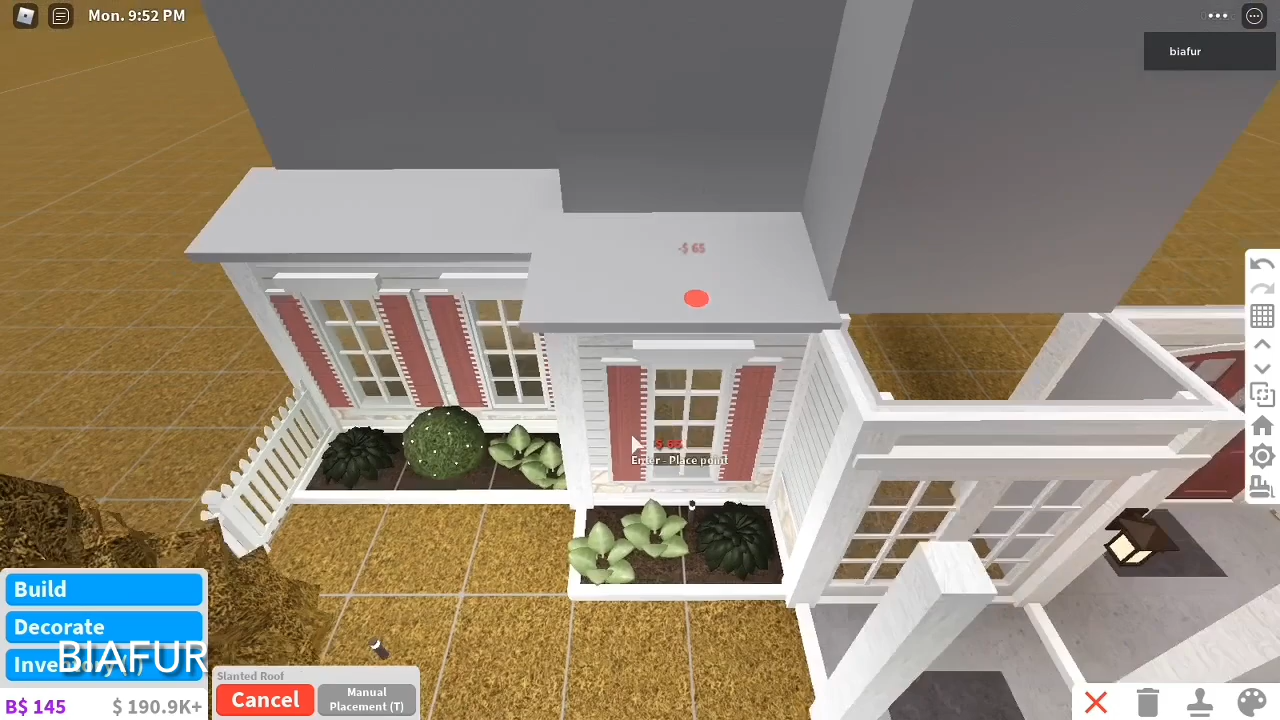 Mon. 9:52 PM
biafur
-$ 65
-$ 65
Enter - Place point
Build
Decorate
BIAFUR
B$ 145
$ 190.9K+
Slanted Roof
Cancel
Manual
Placement (T)